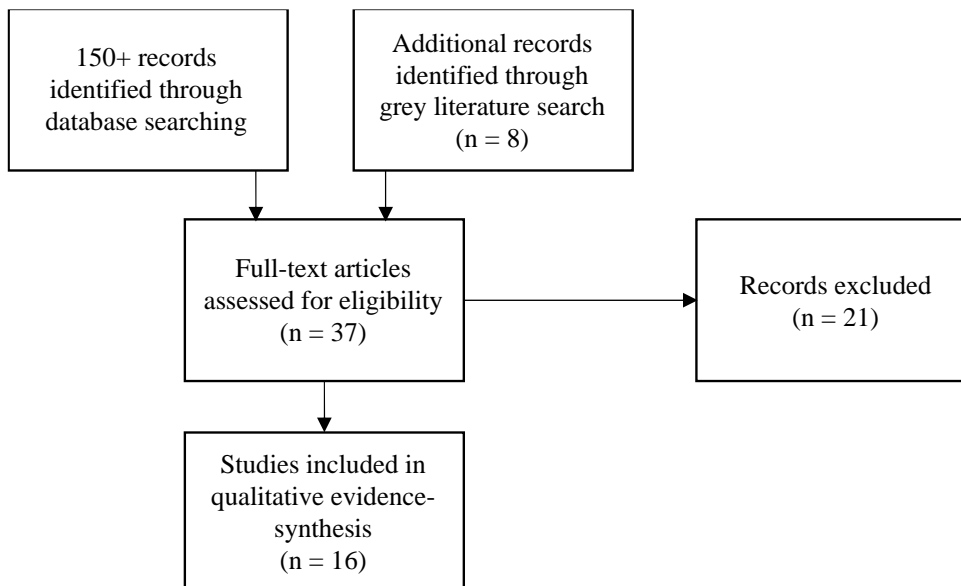 150+ records
identified through
database searching
Additional records
identified through
grey literature search
(n = 8)
Full-text articles
assessed for eligibility
(n = 37)
Records excluded
(n = 21)
Studies included in
qualitative evidence-
synthesis
(n = 16)